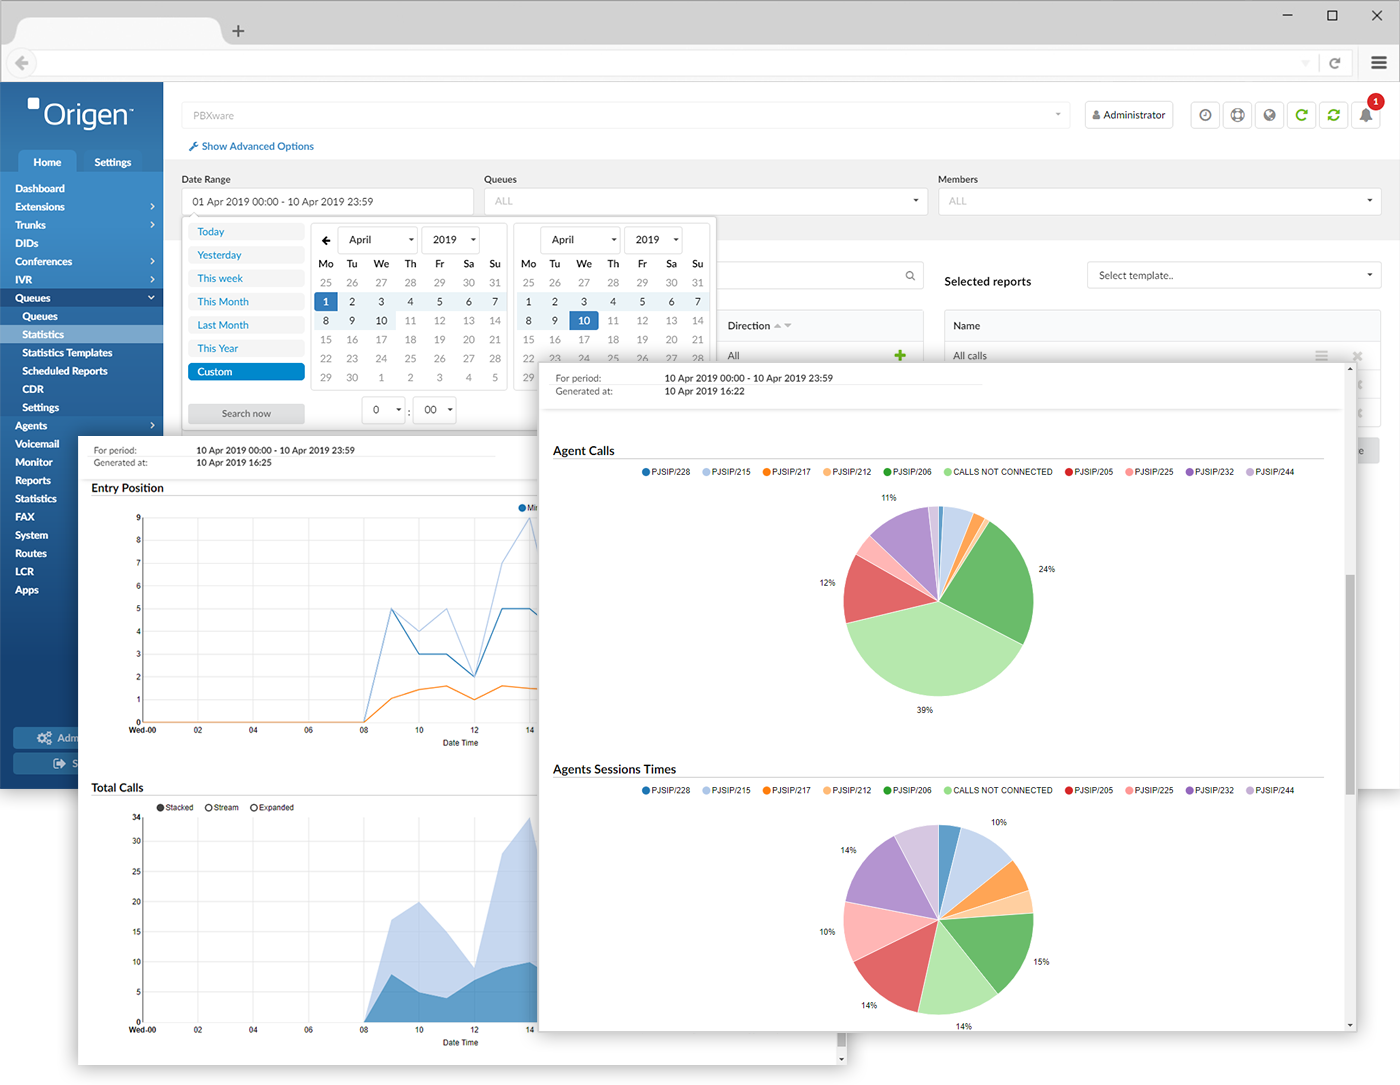 1
Origen™
PBXware
Administrator
Show Advanced Options
Home Settings
Dashboard
Extensions
Trunks
DIDs
Conferences
IVR
Queues
Queues
Statistics
Statistics Templates
Scheduled Reports
CDR
Settings
Agents
Voicemail
Monitor
Reports
Statistics
FAX
System
Routes
LCR
Apps
Adm
S
Date Range Queues Members
01 Apr 2019 00:00 - 10 Apr 2019 23:59 ALL ALL
Today
Yesterday
This week
This Month
Last Month
This Year
Custom
Search now
April 2019
Mo Tu We Th Fr Sa Su
25 26 27 28 29 30 31
1 2 3 4 5 6 7
8 9 10 11 12 13 14
15 16 17 18 19 20 21
22 23 24 25 26 27 28
29 30 1 2 3 4 5
April 2019
Mo Tu We Th Fr Sa Su
25 26 27 28 29 30 31
1 2 3 4 5 6 7
8 9 10 11 12 13 14
15 16 17 18 19 20 21
22 23 24 25 26 27 28
29
0 : 00
Selected reports Select template..
Direction Name
All All calls
e
For period: 10 Apr 2019 00:00 - 10 Apr 2019 23:59
Generated at: 10 Apr 2019 16:25
Entry Position
Min
9
8
7
6
5
4
3
2
1
0
Wed-00 02 04 06 08 10 12 14
Date Time
Total Calls
Stacked Stream Expanded
34
30
25
20
15
10
5
0
Wed-00 02 04 06 08 10 12 14
Date Time
For period: 10 Apr 2019 00:00 - 10 Apr 2019 23:59
Generated at: 10 Apr 2019 16:22
Agent Calls
PJSIP/228 PJSIP/215 PJSIP/217 PJSIP/212 PJSIP/206 CALLS NOT CONNECTED PJSIP/205 PJSIP/225 PJSIP/232 PJSIP/244
11%
24%
12%
39%
Agents Sessions Times
PJSIP/228 PJSIP/215 PJSIP/217 PJSIP/212 PJSIP/206 CALLS NOT CONNECTED PJSIP/205 PJSIP/225 PJSIP/232 PJSIP/244
10%
14%
10%
15%
14%
14%